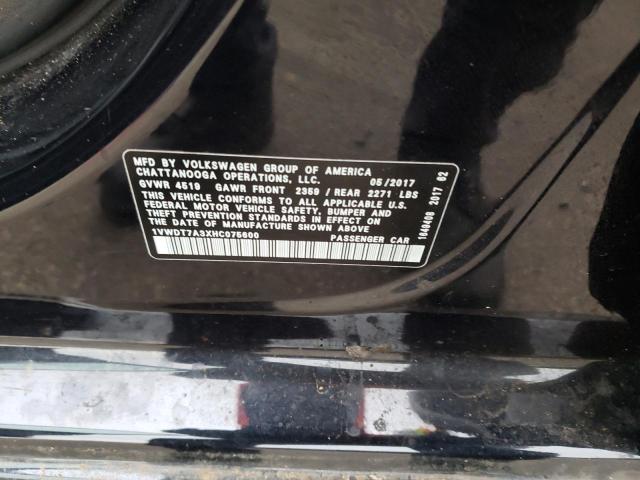 MFD BY VOLKSWAGEN GROUP OF AMERICA
CHATTANOOGA OPERATIONS, LLC. 06/2017
GVWR 4519 GAWR FRONT 2359 / REAR 2271 LBS
THIS VEHICLE CONFORMS TO ALL APPLICABLE U.S.
FEDERAL MOTOR VEHICLE SAFETY, BUMPER AND
THEFT PREVENTION STANDARDS IN EFFECT ON
THE DATE OF MANUFACTURE SHOWN ABOVE
1VWDT7A3XHC075600 PASSENGER CAR
1640408 2017 02